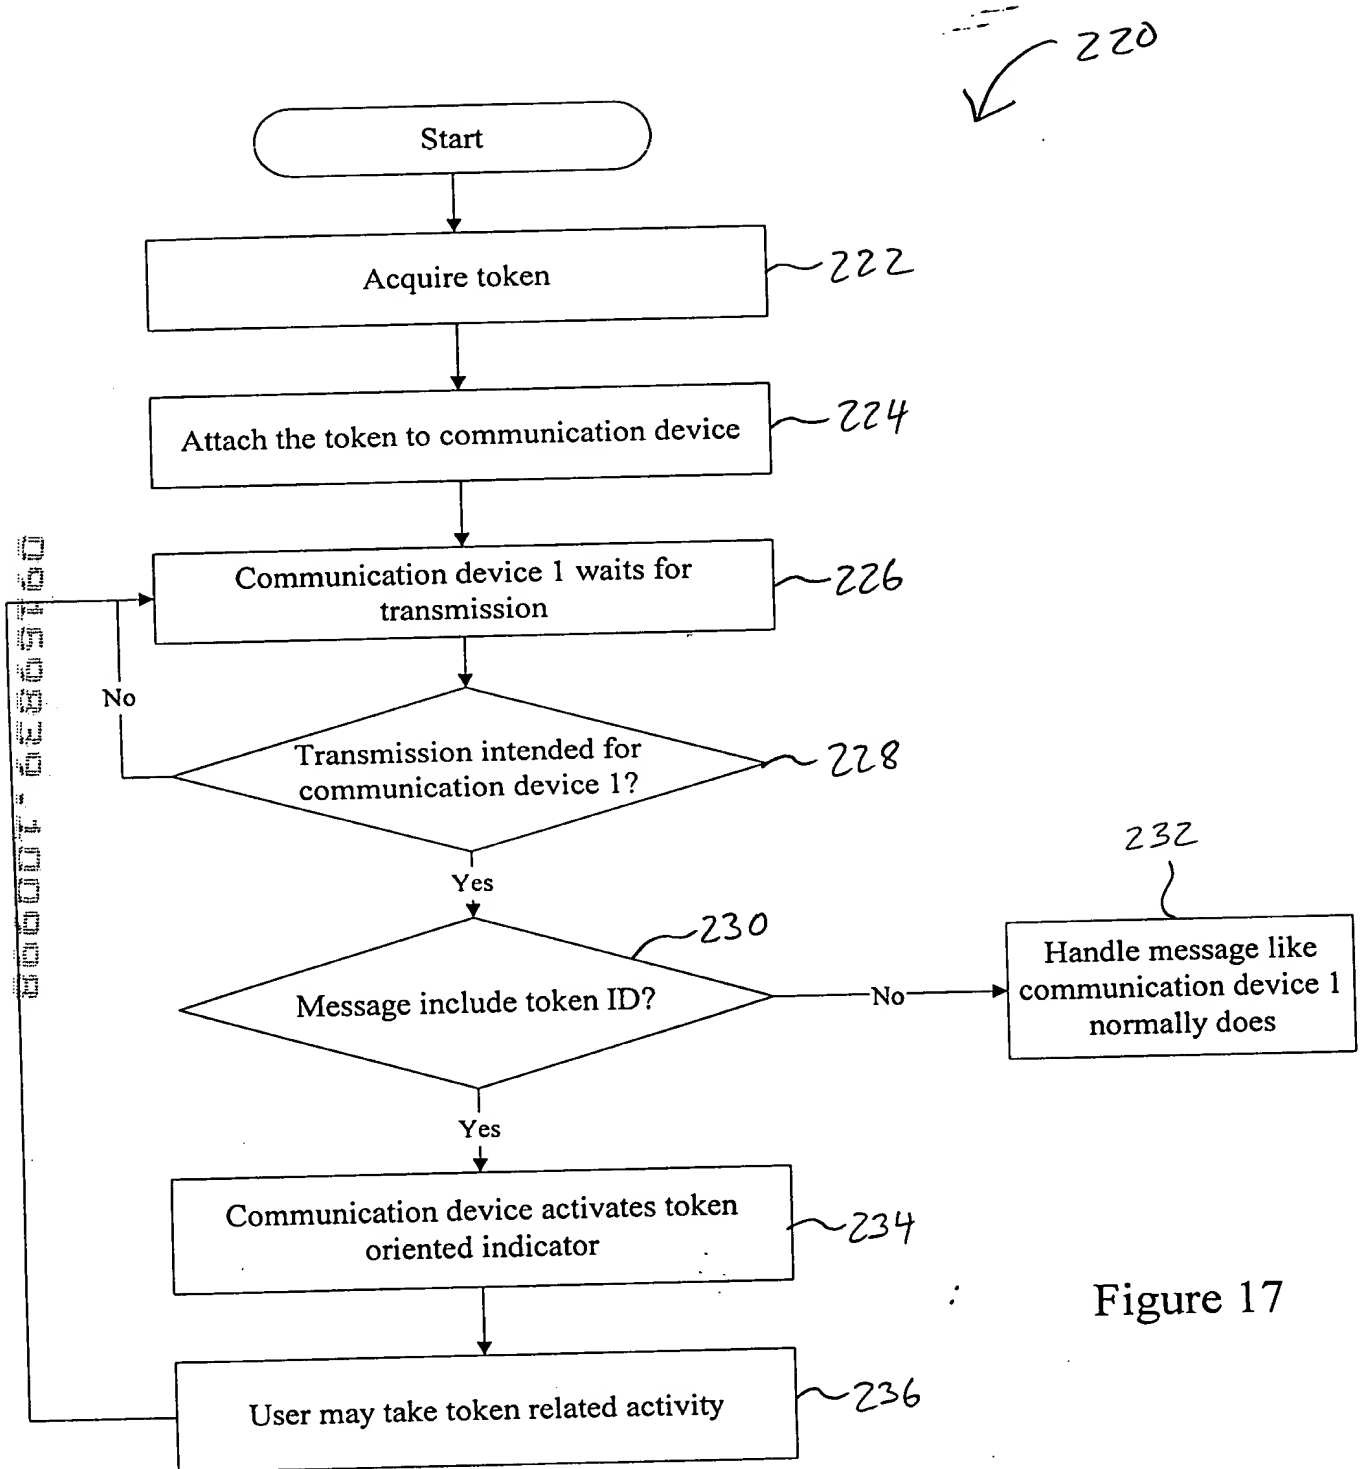 220
Start
Acquire token
222
Attach the token to communication device
224
Communication device 1 waits for
transmission
226
No
Transmission intended for
communication device 1?
228
Yes
232
230
Message include token ID?
No
Handle message like
communication device 1
normally does
Yes
Communication device activates token
oriented indicator
234
Figure 17
User may take token related activity
236